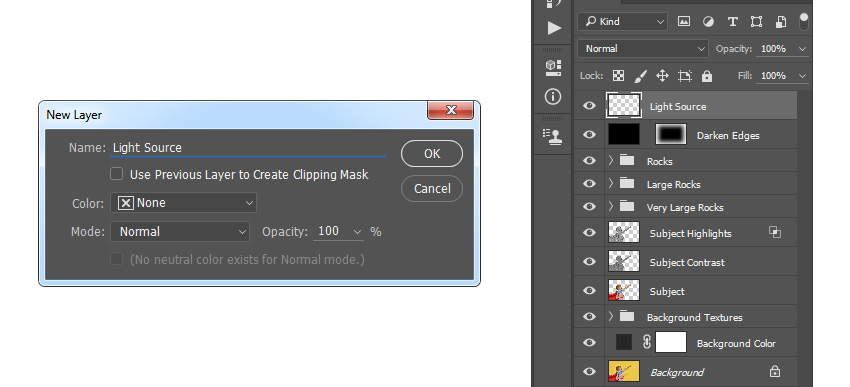 New Layer
Name: Light Source
OK
Use Previous Layer to Create Clipping Mask
Cancel
Color: None
Mode: Normal Opacity: 100 %
(No neutral color exists for Normal mode.)
Kind
Normal Opacity: 100%
Lock: Fill: 100%
Light Source
Darken Edges
Rocks
Large Rocks
Very Large Rocks
Subject Highlights
Subject Contrast
Subject
Background Textures
Background Color
Background